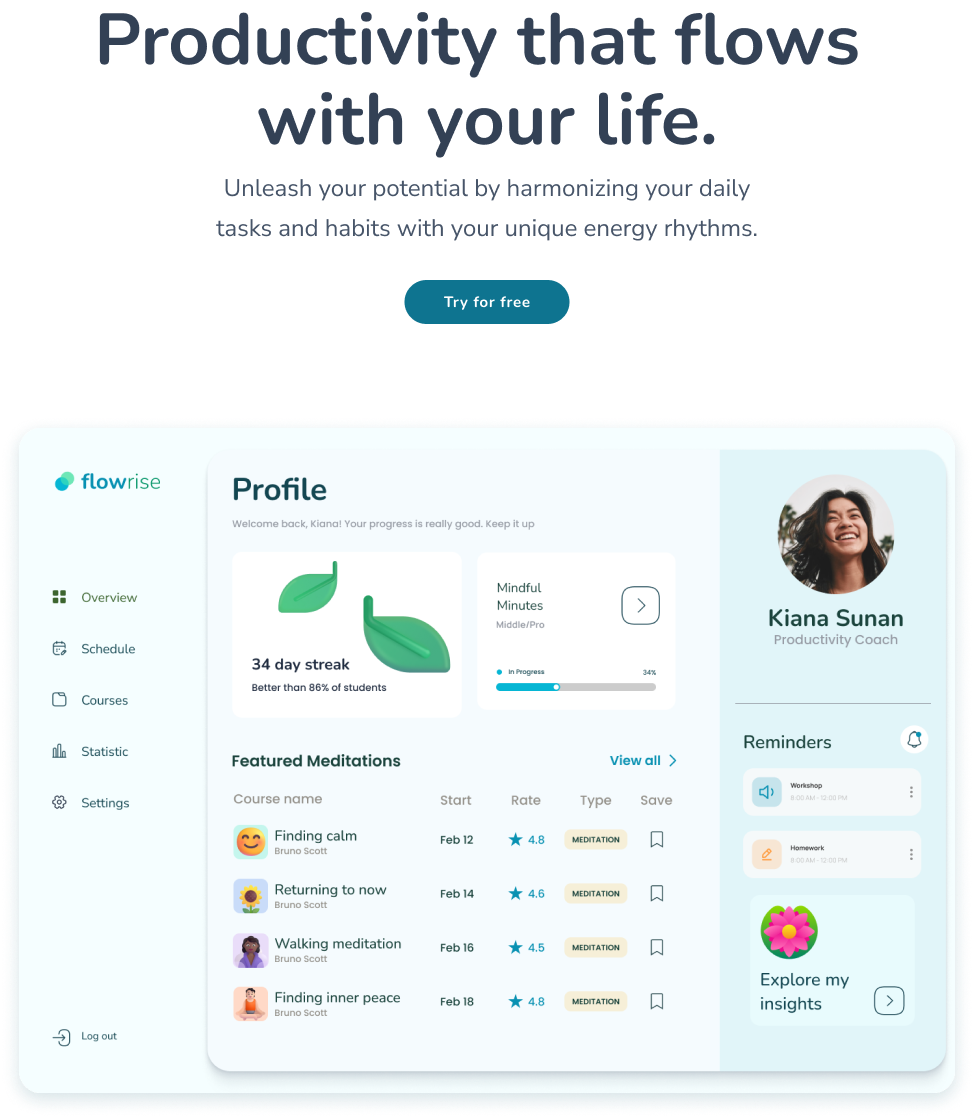 Productivity that flows
with your life.
Unleash your potential by harmonizing your daily
tasks and habits with your unique energy rhythms.
Try for free
flowrise
Overview
Schedule
Courses
Statistic
Settings
Log out
Profile
Welcome back, Kiana! Your progress is really good. Keep it up
34 day streak
Better than 86% of students
Mindful
Minutes
Middle/Pro
In Progress 34%
Featured Meditations View all
Course name Start Rate Type Save
Finding calm Feb 12 4.8 MEDITATION
Bruno Scott
Returning to now Feb 14 4.6 MEDITATION
Bruno Scott
Walking meditation Feb 16 4.5 MEDITATION
Bruno Scott
Finding inner peace Feb 18 4.8 MEDITATION
Bruno Scott
Kiana Sunan
Productivity Coach
Reminders
Workshop
8:00 AM - 12:00 PM
Homework
8:00 AM - 12:00 PM
Explore my
insights